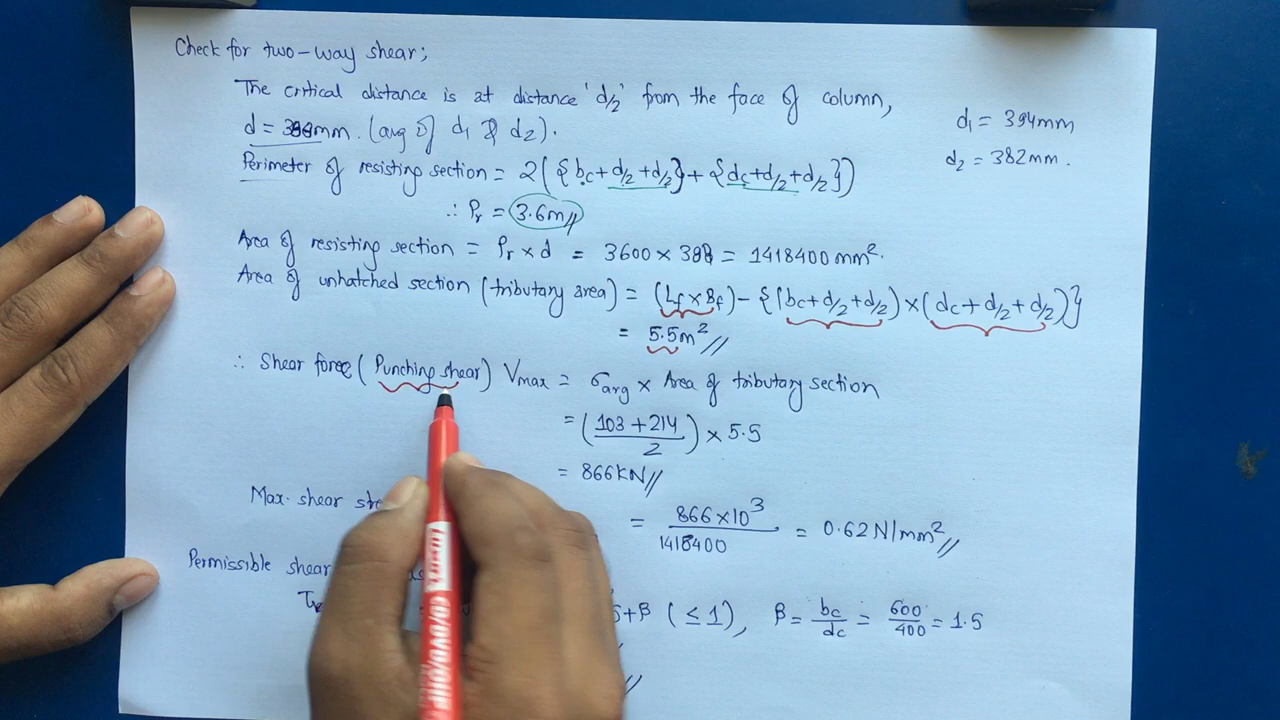 Check for two-way shear;
The critical distance is at distance 'd/2' from the face of column,
d = mm. (avg of d1 & d2).
d1 = 394mm
d2 = 382mm.
Perimeter of resisting section = 2({bc+d/2+d/2}+{dc+d/2+d/2})
∴ Pr = 3.6m//
Area of resisting section = Pr × d = 3600 × = 1418400 mm².
Area of unhatched section (tributary area) = (Lf × Bf) - {(bc+d/2+d/2) × (dc+d/2+d/2)}
= 5.5m²//
∴ Shear force (Punching shear) Vmax = σavg × Area of tributary section
= (103 + 214 / 2) × 5.5
= 866KN//
Max. shear = 866 × 10³ / 1418400 = 0.62 N/mm²//
Permissible shear
+ β (≤ 1), β = bc/dc = 600/400 = 1.5